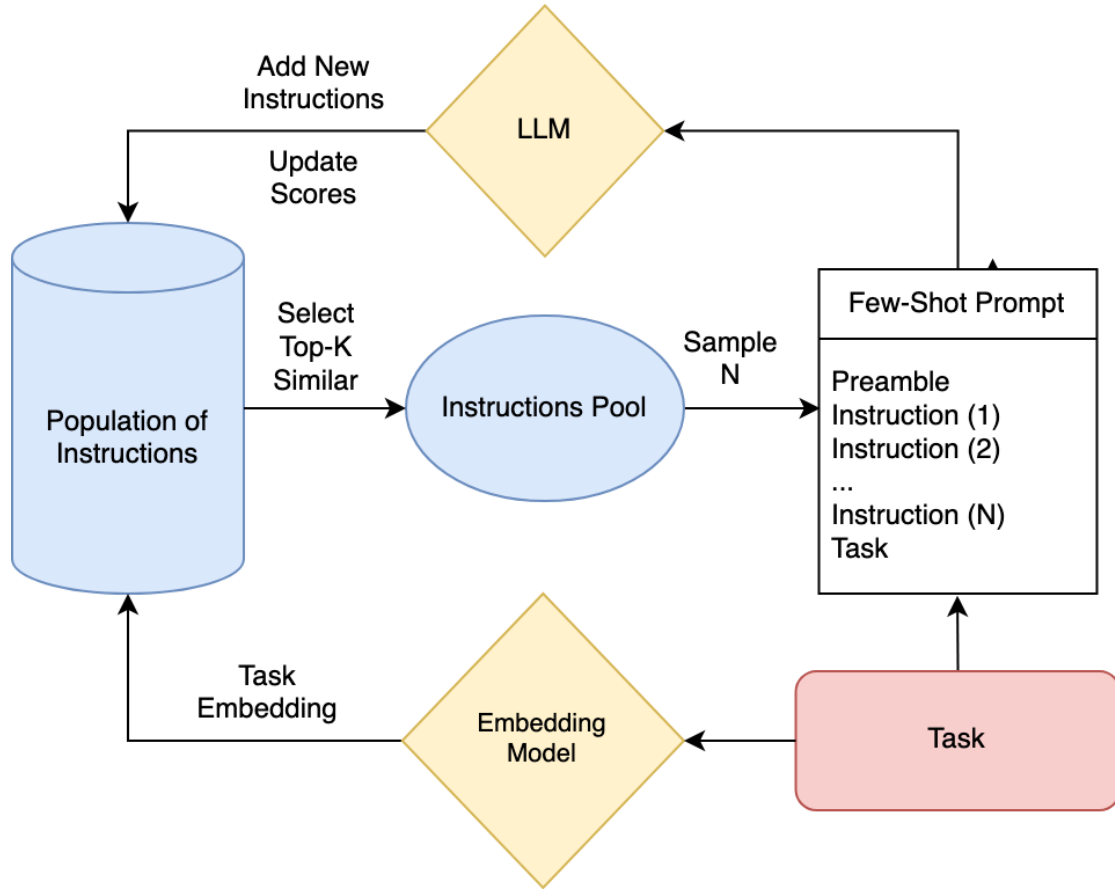 Add New
Instructions
LLM
Update
Scores
Few-Shot Prompt
Select
Top-K
Similar
Sample
N
Population of
Instructions
Instructions Pool
Preamble
Instruction (1)
Instruction (2)
...
Instruction (N)
Task
Task
Embedding
Embedding
Model
Task